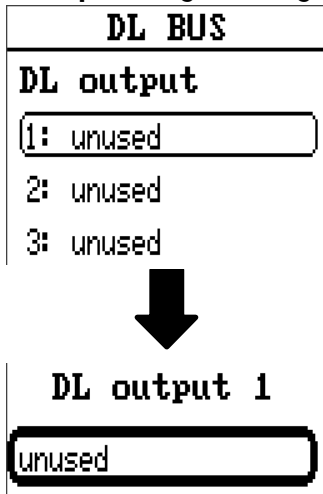 DL BUS
DL output
1: unused
2: unused
3: unused
DL output 1
unused